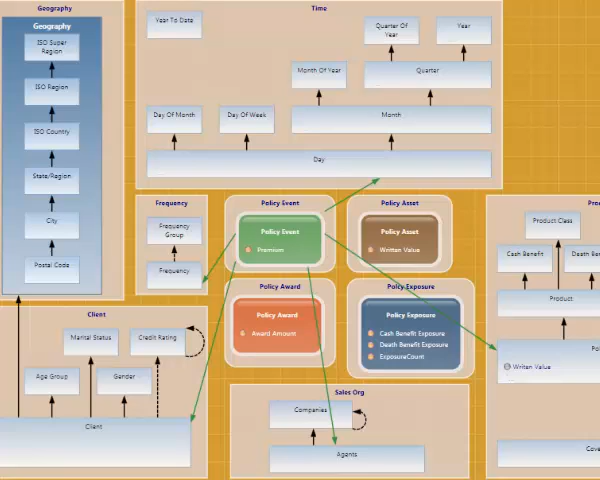 Geography
Geography
ISO Super
Region
ISO Region
ISO Country
State/Region
City
Postal Code
Time
Year To Date
Quarter Of
Year
Year
Month Of Year
Quarter
Day Of Month
Day Of Week
Month
Day
Frequency
Frequency
Group
Frequency
Policy Event
Policy Event
Premium
Policy Asset
Policy Asset
Written Value
Policy Award
Policy Award
Award Amount
Policy Exposure
Policy Exposure
Cash Benefit Exposure
Death Benefit Exposure
ExposureCount
Product Class
Cash Benefit
Product
Written Value
Client
Marital Status
Credit Rating
Age Group
Gender
Client
Sales Org
Companies
Agents